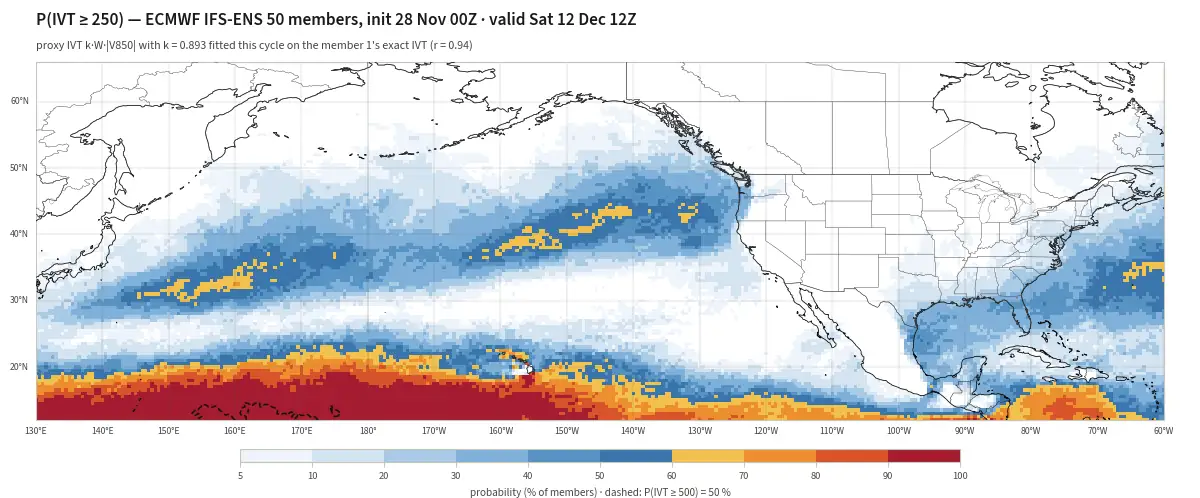 P(IVT ≥ 250) — ECMWF IFS-ENS 50 members, init 28 Nov 00Z · valid Sat 12 Dec 12Z
proxy IVT k·W·|V850| with k = 0.893 fitted this cycle on the member 1's exact IVT (r = 0.94)
60°N
50°N
40°N
30°N
20°N
130°E 140°E 150°E 160°E 170°E 180° 170°W 160°W 150°W 140°W 130°W 120°W 110°W 100°W 90°W 80°W 70°W 60°W
5 10 20 30 40 50 60 70 80 90 100
probability (% of members) · dashed: P(IVT ≥ 500) = 50 %